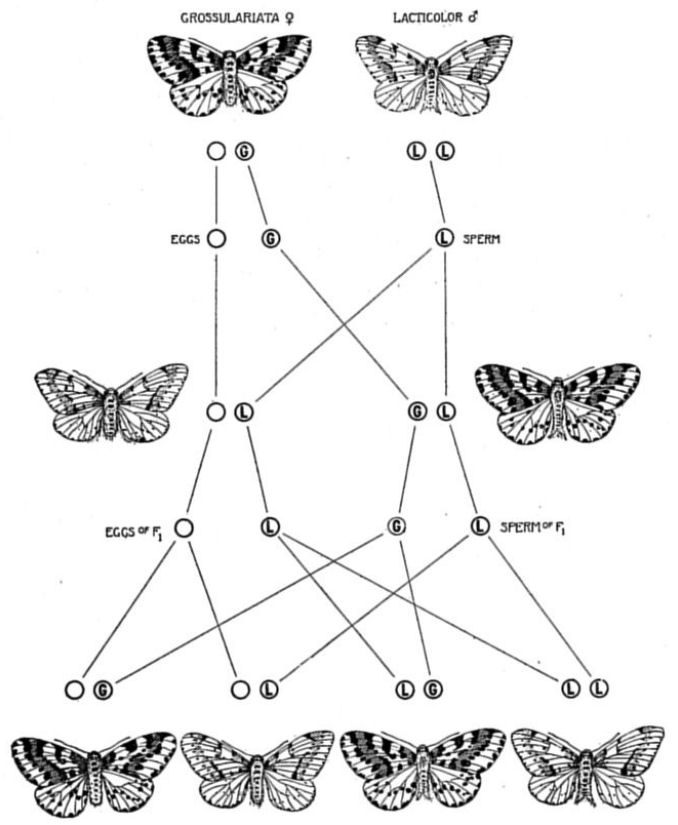 GROSSULARIATA ♀ LACTICOLOR ♂
G L L
EGGS G L SPERM
L G L
EGGS OF F1 L G L SPERM OF F1
G L L G L L